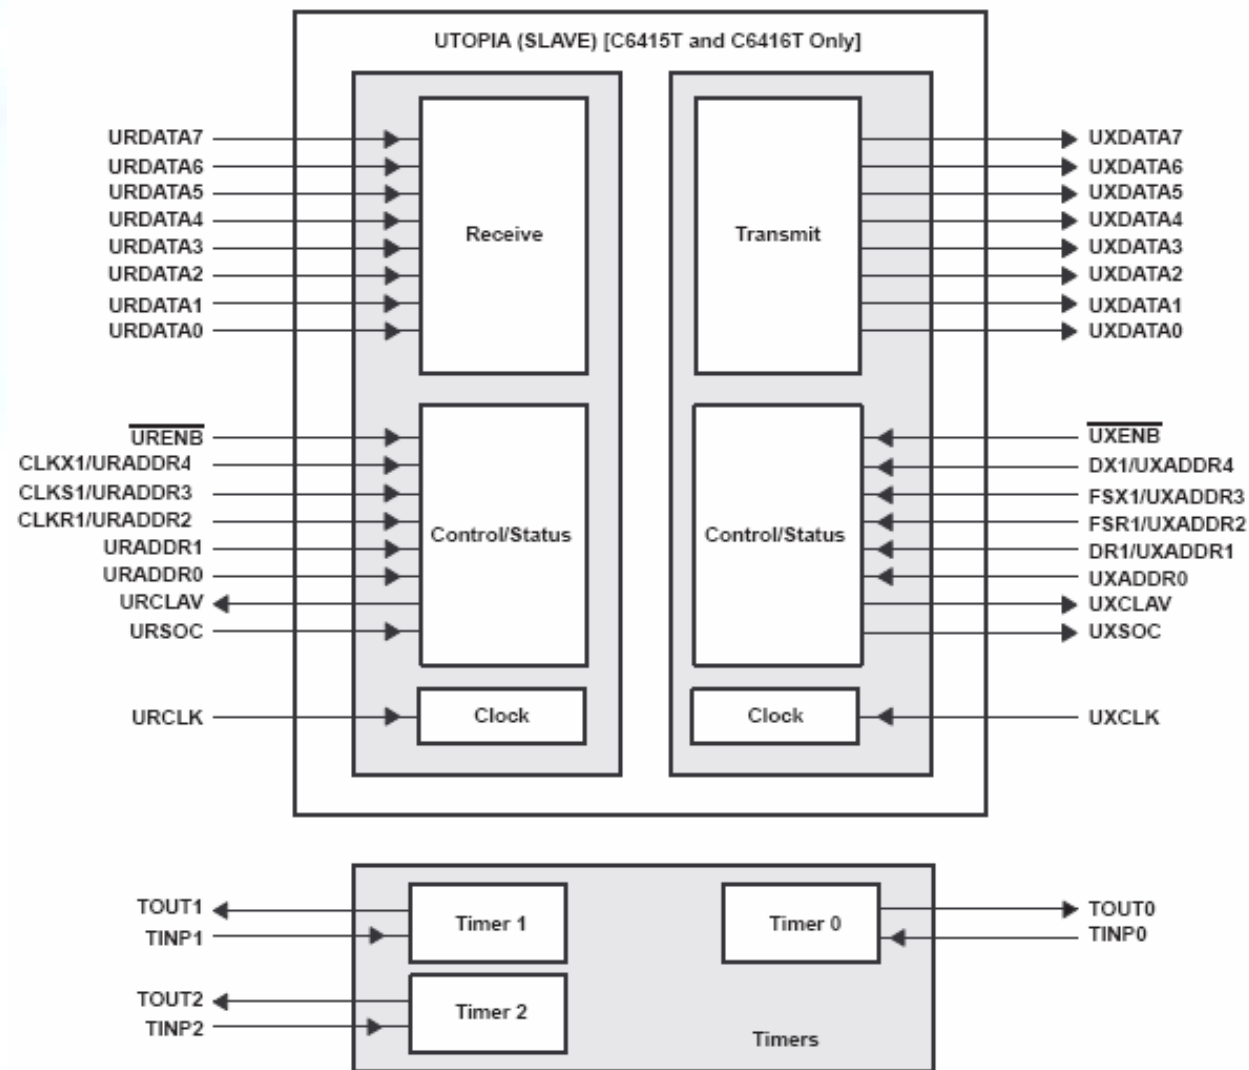 UTOPIA (SLAVE) [C6415T and C6416T Only]
URDATA7
URDATA6
URDATA5
URDATA4
URDATA3
URDATA2
URDATA1
URDATA0
Receive
Transmit
UXDATA7
UXDATA6
UXDATA5
UXDATA4
UXDATA3
UXDATA2
UXDATA1
UXDATA0
URENB
CLKX1/URADDR4
CLKS1/URADDR3
CLKR1/URADDR2
URADDR1
URADDR0
URCLAV
URSOC
Control/Status
Control/Status
UXENB
DX1/UXADDR4
FSX1/UXADDR3
FSR1/UXADDR2
DR1/UXADDR1
UXADDR0
UXCLAV
UXSOC
URCLK
Clock
Clock
UXCLK
TOUT1
TINP1
Timer 1
Timer 0
TOUT0
TINP0
TOUT2
TINP2
Timer 2
Timers